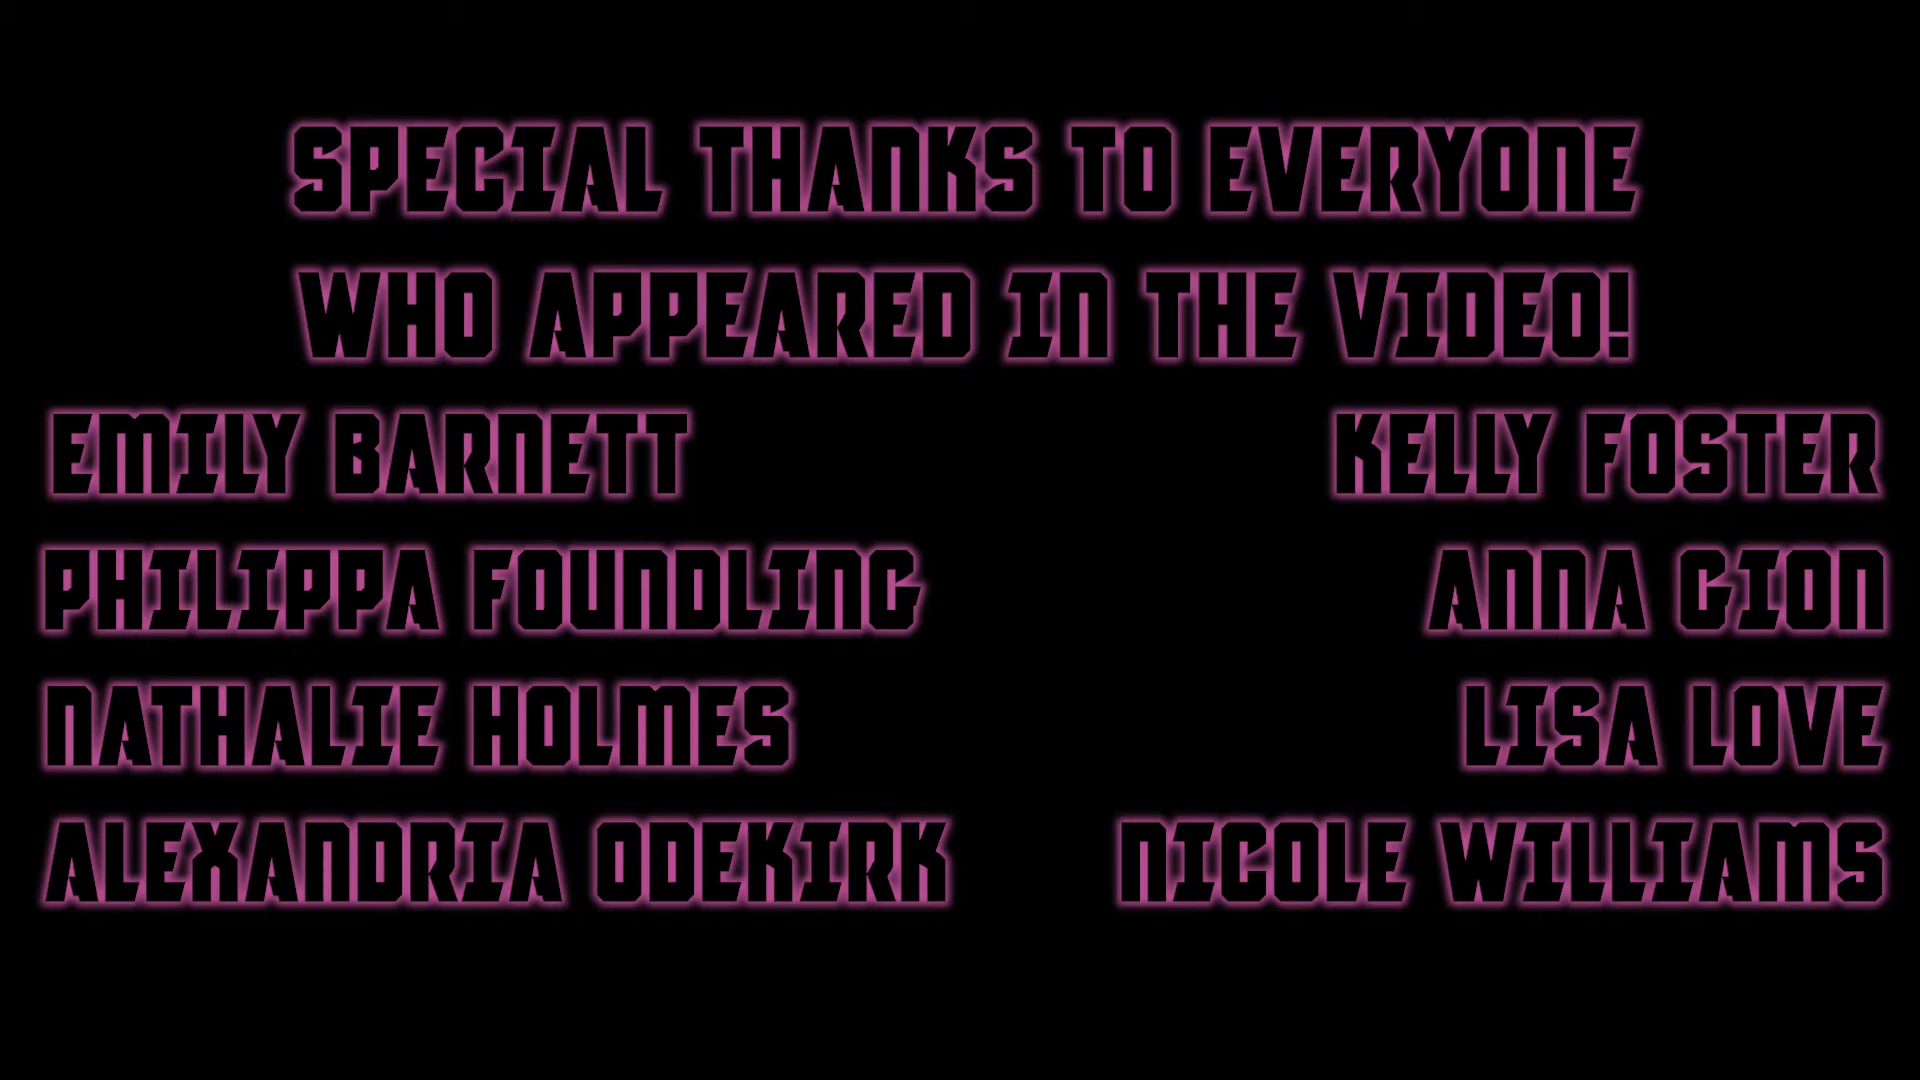 SPECIAL THANKS TO EVERYONE
WHO APPEARED IN THE VIDEO!
EMILY BARNETT
KELLY FOSTER
PHILIPPA FOUNDLING
ANNA GION
NATHALIE HOLMES
LISA LOVE
ALEXANDRIA ODEKIRK
NICOLE WILLIAMS